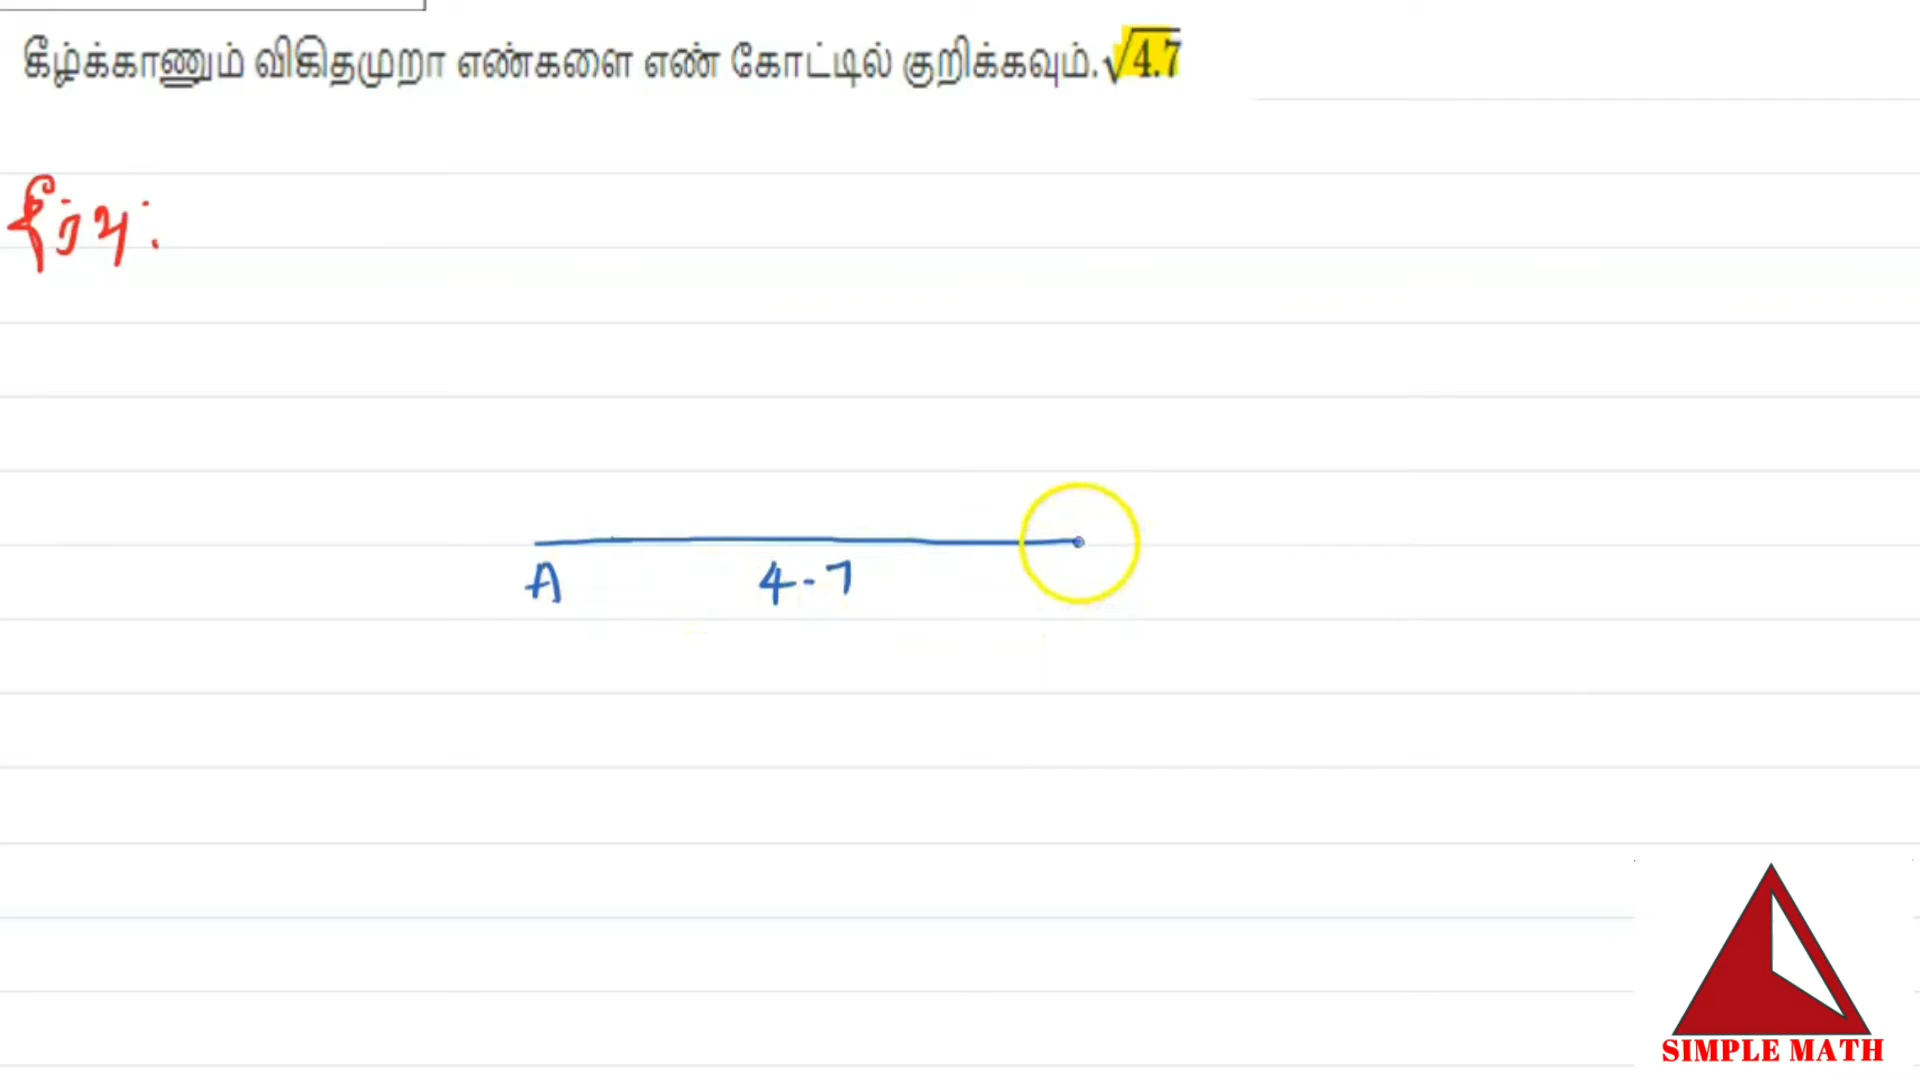 கீழ்க்காணும் விகிதமுறா எண்களை எண் கோட்டில் குறிக்கவும்.√4.7
தீர்வு:
A 4.7
SIMPLE MATH